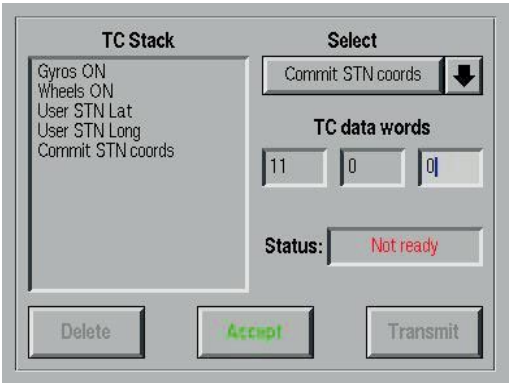 TC Stack
Gyros ON
Wheels ON
User STN Lat
User STN Long
Commit STN coords
Select
Commit STN coords
TC data words
11 0 0
Status: Not ready
Delete Accept Transmit